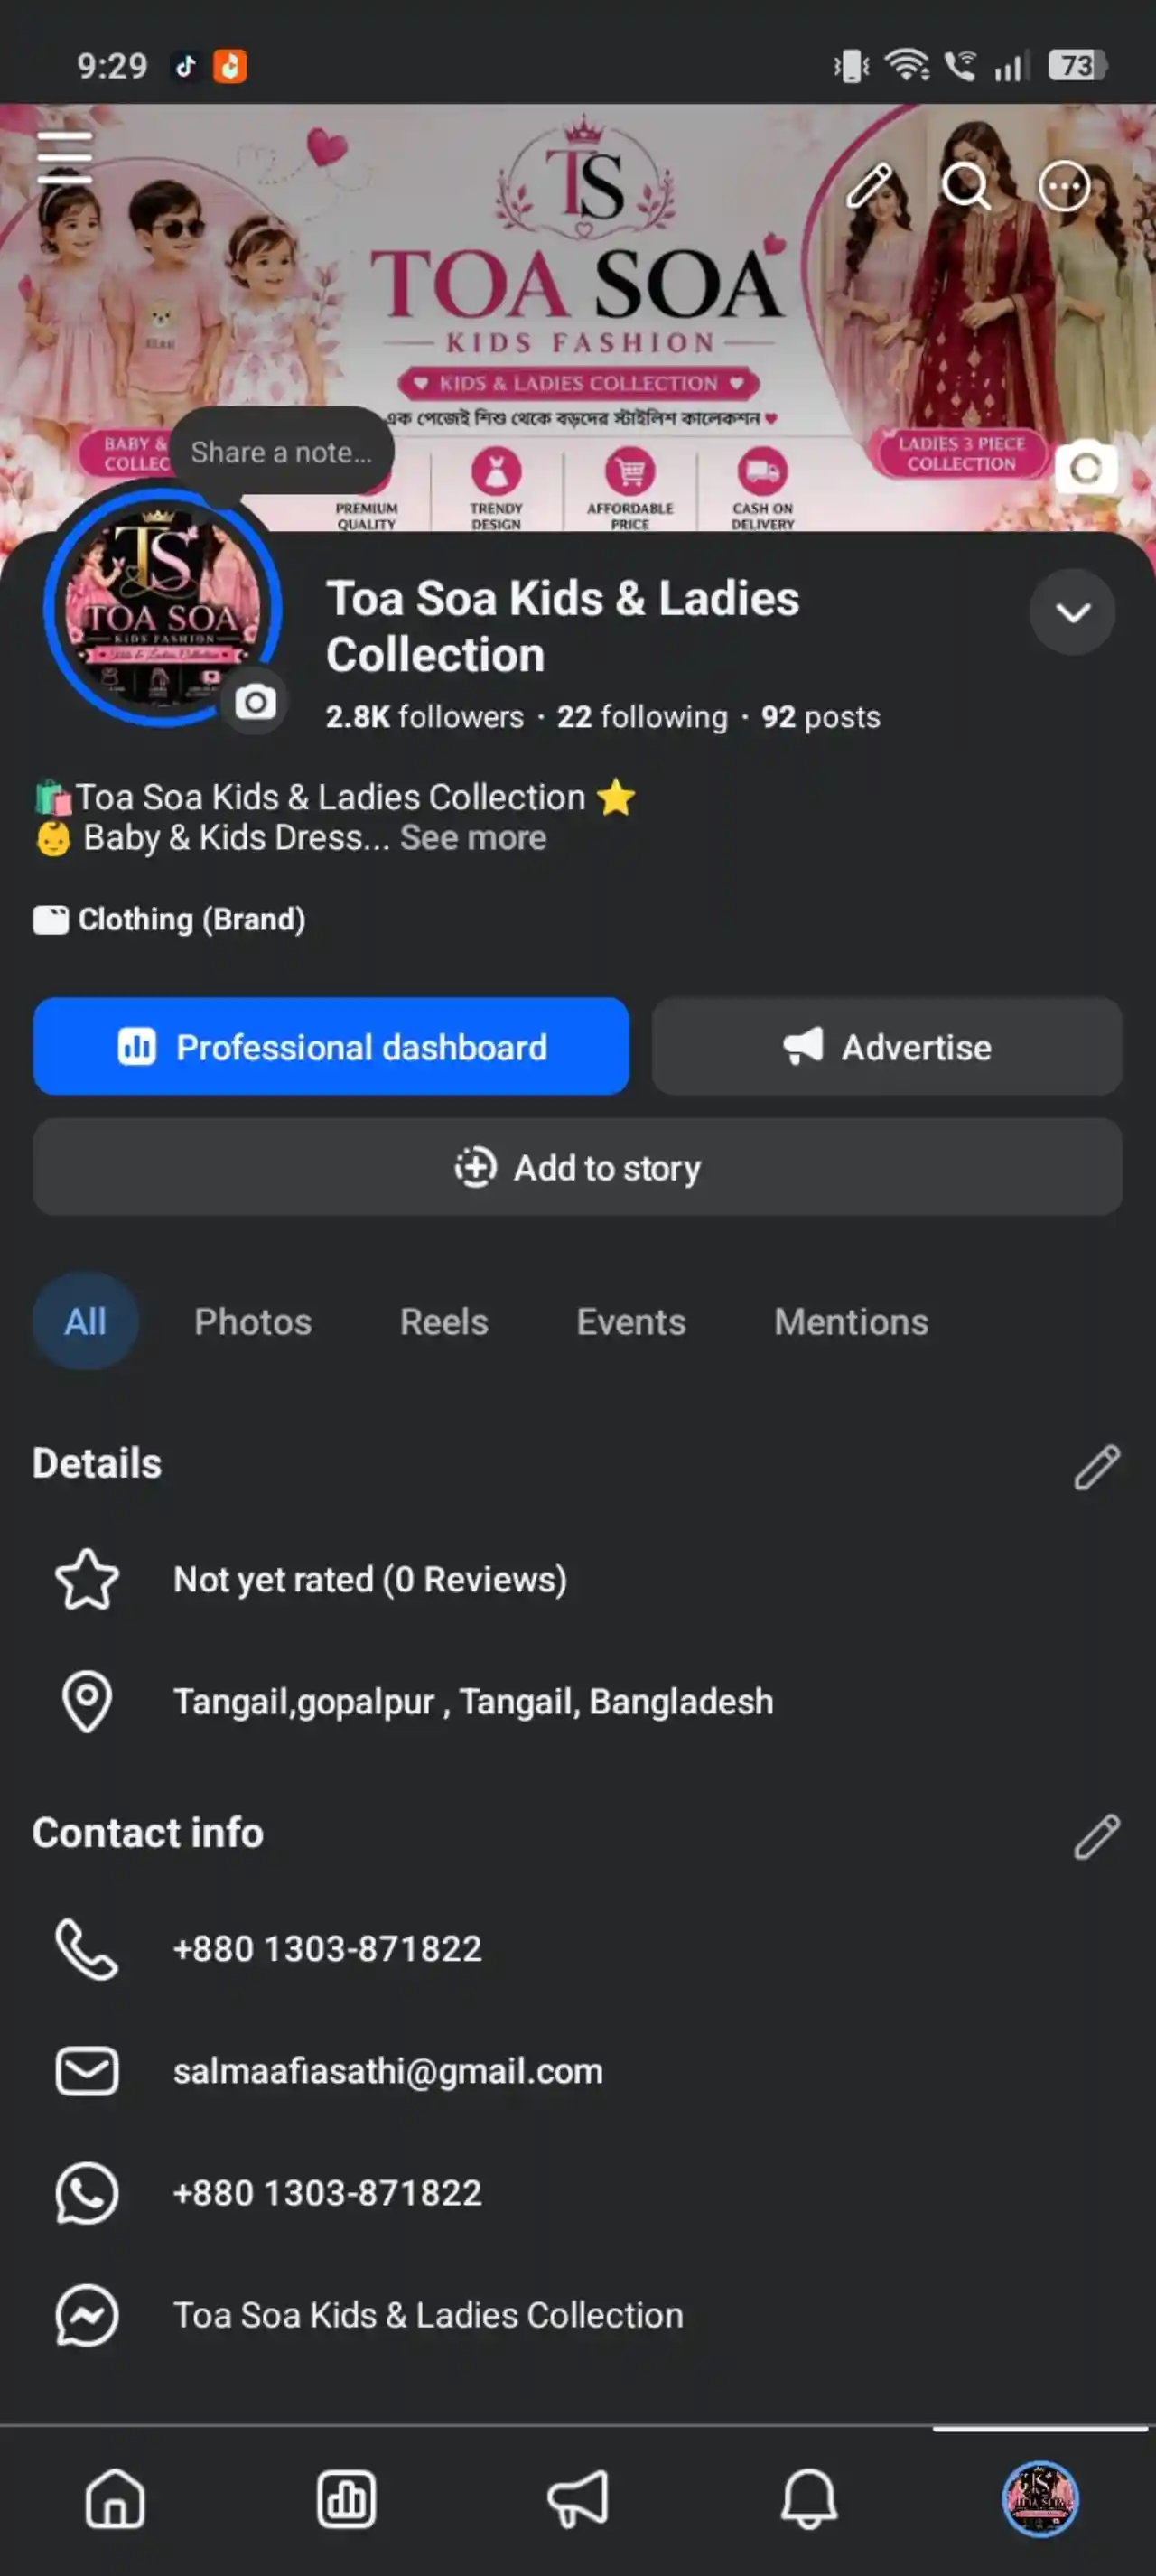 9:29
73
TS
TOA SOA
KIDS FASHION
KIDS & LADIES COLLECTION
এক পেজেই শিশু থেকে বড়দের স্টাইলিশ কালেকশন
BABY &
COLLEC
LADIES 3 PIECE
COLLECTION
Share a note...
PREMIUM
QUALITY
TRENDY
DESIGN
AFFORDABLE
PRICE
CASH ON
DELIVERY
TS
TOA SOA
KIDS FASHION
Kids & Ladies Collection
Toa Soa Kids & Ladies
Collection
2.8K followers · 22 following · 92 posts
Toa Soa Kids & Ladies Collection
Baby & Kids Dress... See more
Clothing (Brand)
Professional dashboard
Advertise
Add to story
All
Photos
Reels
Events
Mentions
Details
Not yet rated (0 Reviews)
Tangail,gopalpur , Tangail, Bangladesh
Contact info
+880 1303-871822
salmaafiasathi@gmail.com
+880 1303-871822
Toa Soa Kids & Ladies Collection